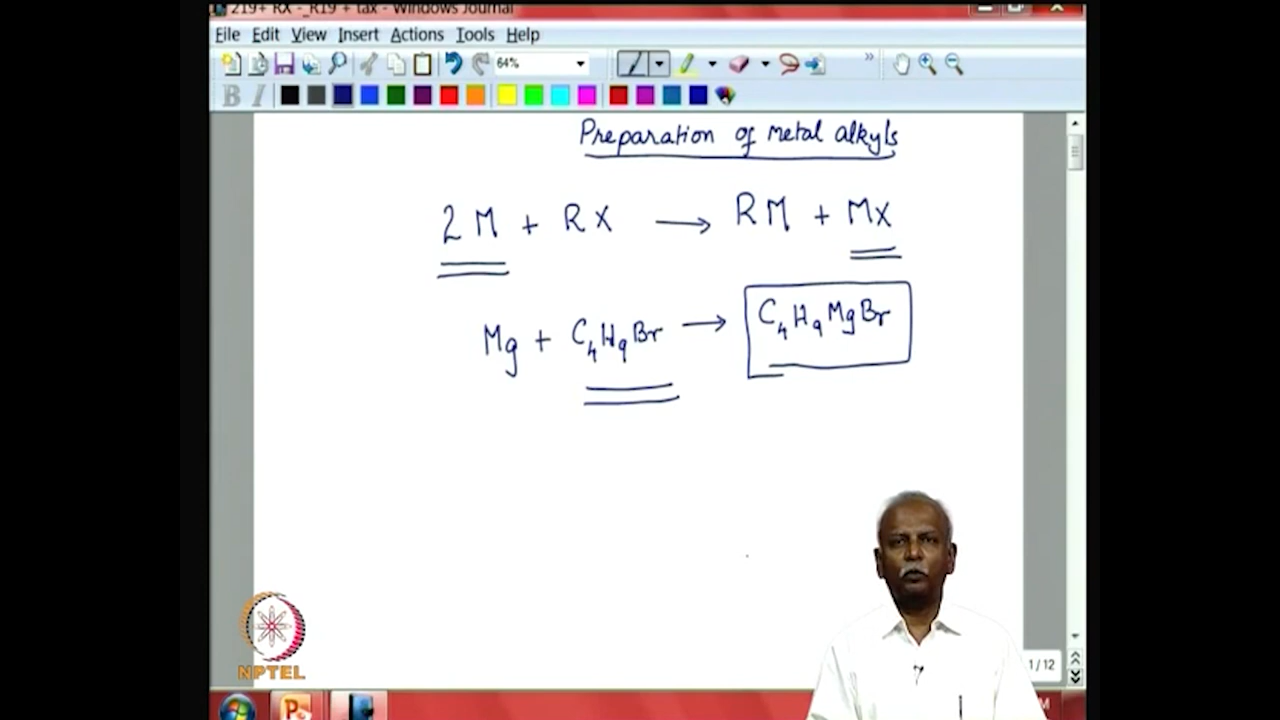 219+ RX - _R19 + tax - Windows Journal
File Edit View Insert Actions Tools Help
64%
B I
Preparation of metal alkyls
2 M + RX → RM + MX
Mg + C₄H₉Br → C₄H₉MgBr
NPTEL
1 / 12